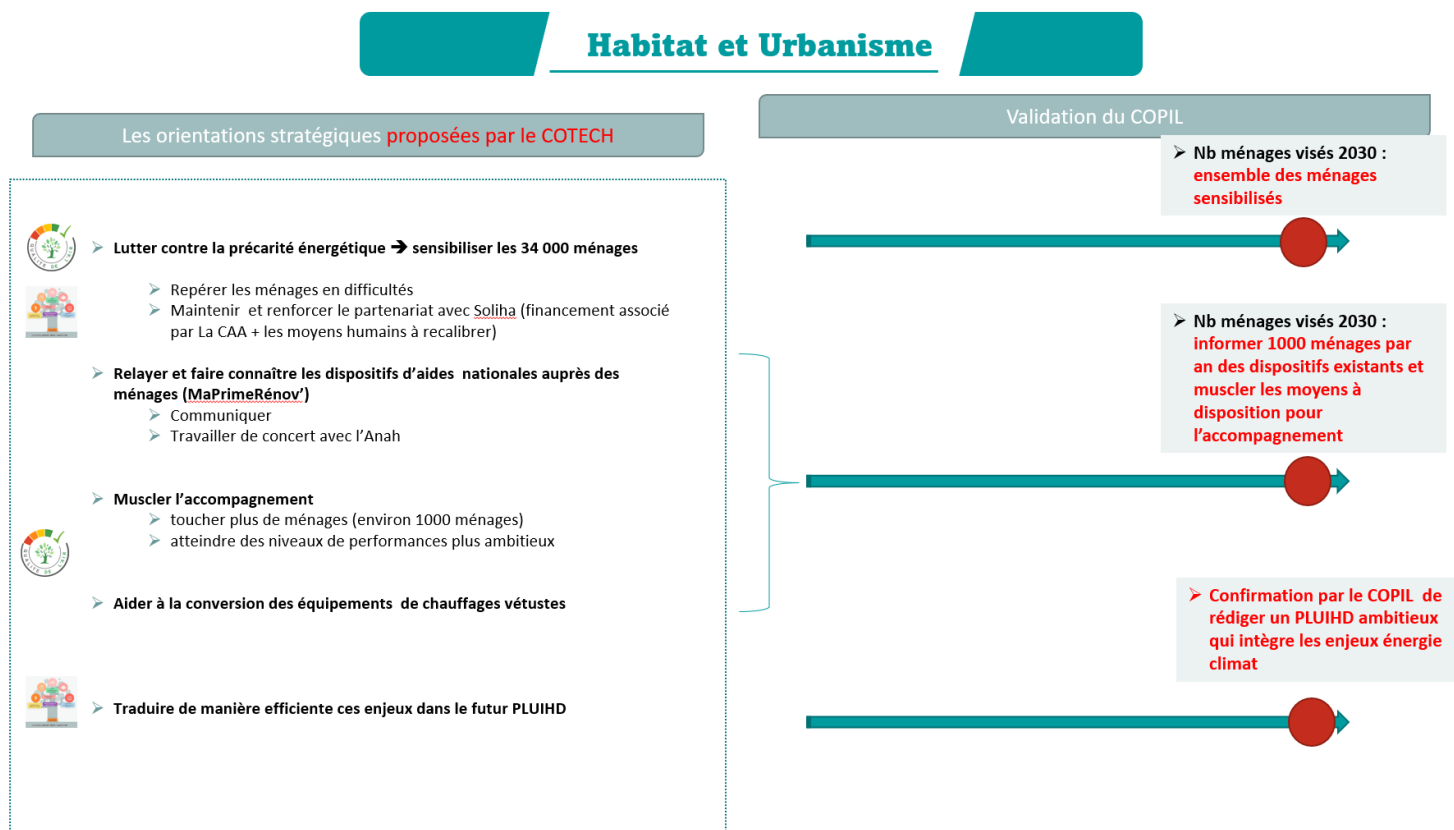 Habitat et Urbanisme
Les orientations stratégiques proposées par le COTECH
Lutter contre la précarité énergétique ➔ sensibiliser les 34 000 ménages
Repérer les ménages en difficultés
Maintenir et renforcer le partenariat avec Soliha (financement associé
par La CAA + les moyens humains à recalibrer)
Relayer et faire connaître les dispositifs d’aides nationales auprès des
ménages (MaPrimeRénov’)
Communiquer
Travailler de concert avec l’Anah
Muscler l’accompagnement
toucher plus de ménages (environ 1000 ménages)
atteindre des niveaux de performances plus ambitieux
Aider à la conversion des équipements de chauffages vétustes
Traduire de manière efficiente ces enjeux dans le futur PLUIHD
QUALITÉ DE L'AIR
QUALITÉ DE L'AIR
Validation du COPIL
Nb ménages visés 2030 :
ensemble des ménages
sensibilisés
Nb ménages visés 2030 :
informer 1000 ménages par
an des dispositifs existants et
muscler les moyens à
disposition pour
l’accompagnement
Confirmation par le COPIL de
rédiger un PLUIHD ambitieux
qui intègre les enjeux énergie
climat